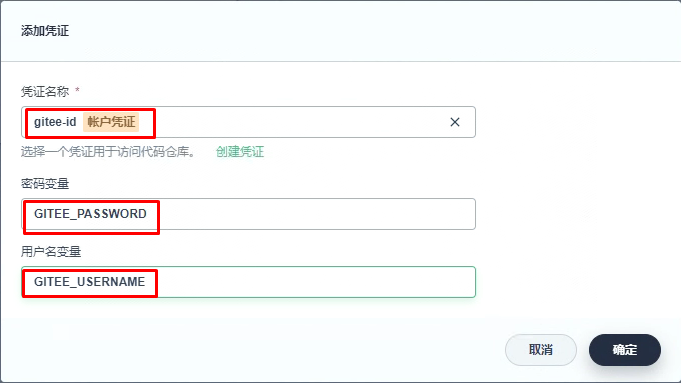 添加凭证
凭证名称 *
gitee-id 帐户凭证
选择一个凭证用于访问代码仓库。 创建凭证
密码变量
GITEE_PASSWORD
用户名变量
GITEE_USERNAME
取消 确定